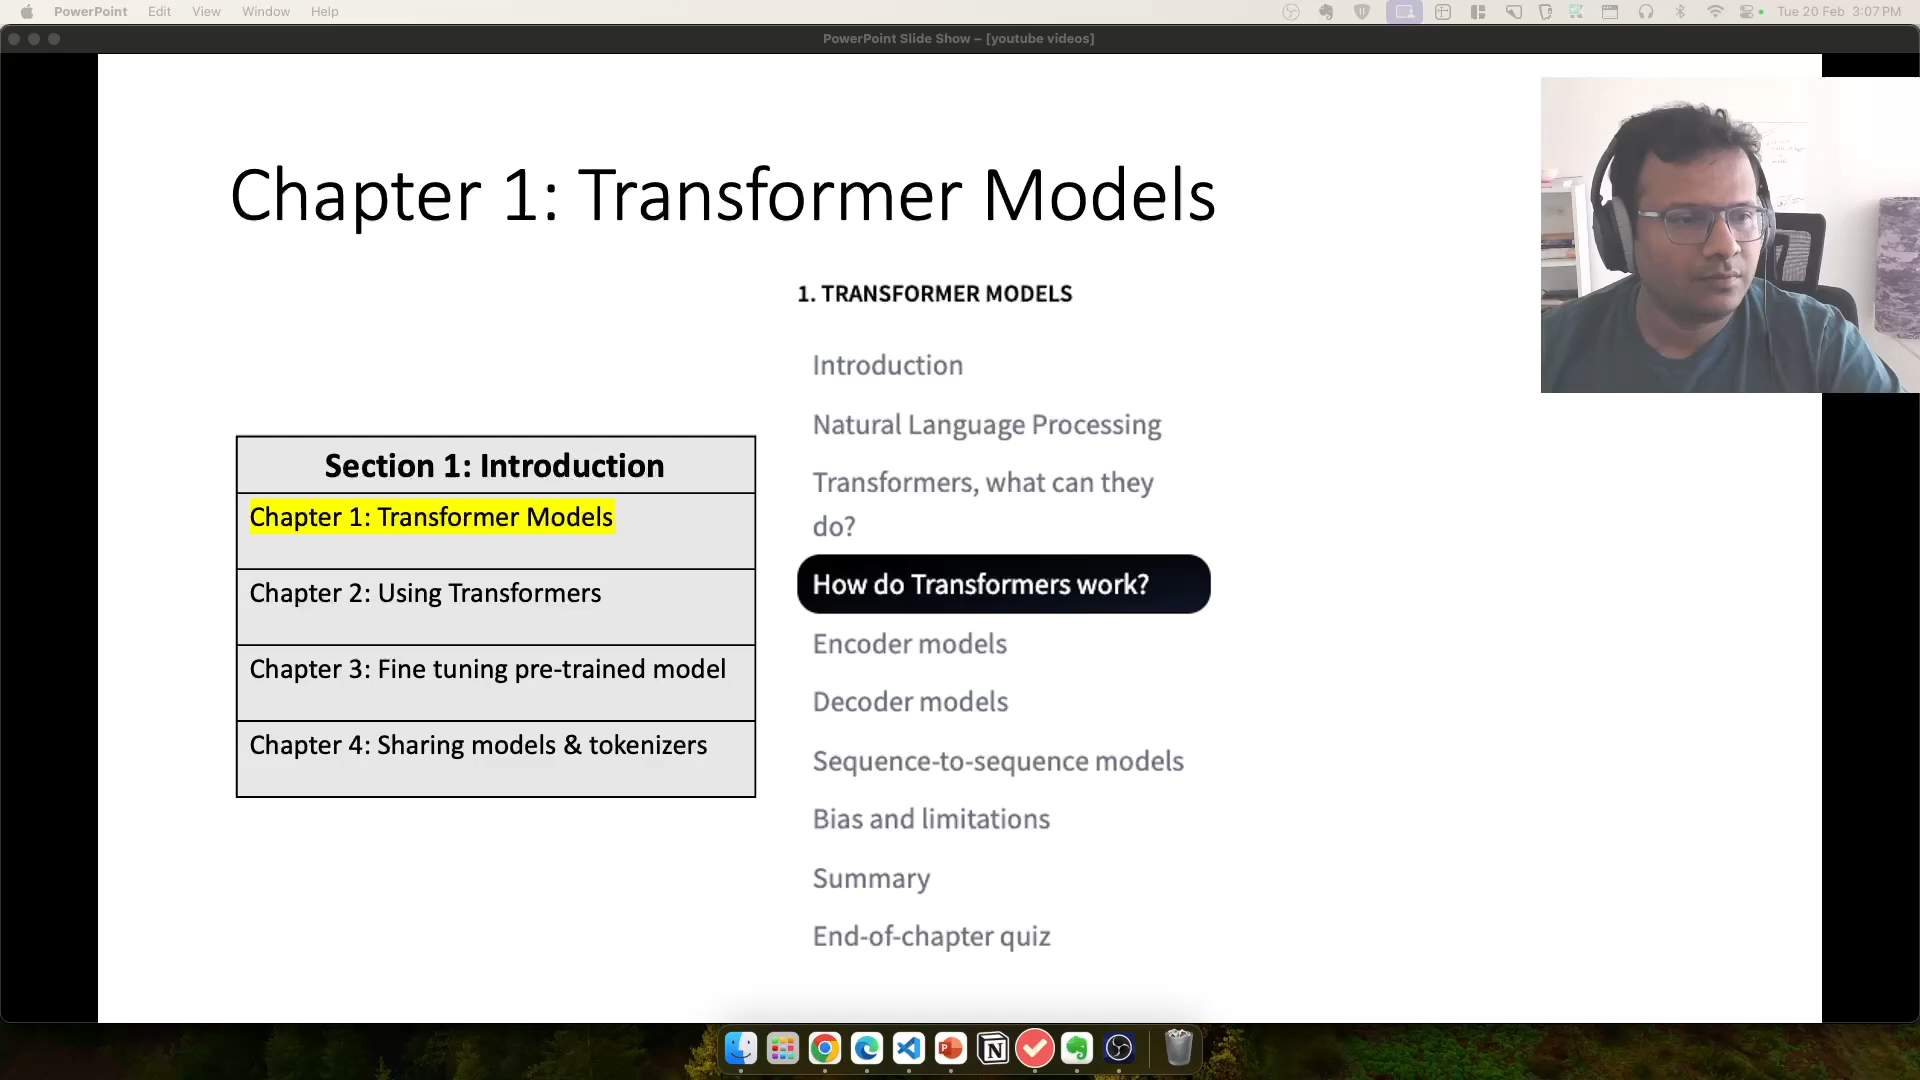 PowerPoint Edit View Window Help Tue 20 Feb 3:07 PM
PowerPoint Slide Show – [youtube videos]
Chapter 1: Transformer Models
Section 1: Introduction
Chapter 1: Transformer Models
Chapter 2: Using Transformers
Chapter 3: Fine tuning pre-trained model
Chapter 4: Sharing models & tokenizers
1. TRANSFORMER MODELS
Introduction
Natural Language Processing
Transformers, what can they
do?
How do Transformers work?
Encoder models
Decoder models
Sequence-to-sequence models
Bias and limitations
Summary
End-of-chapter quiz